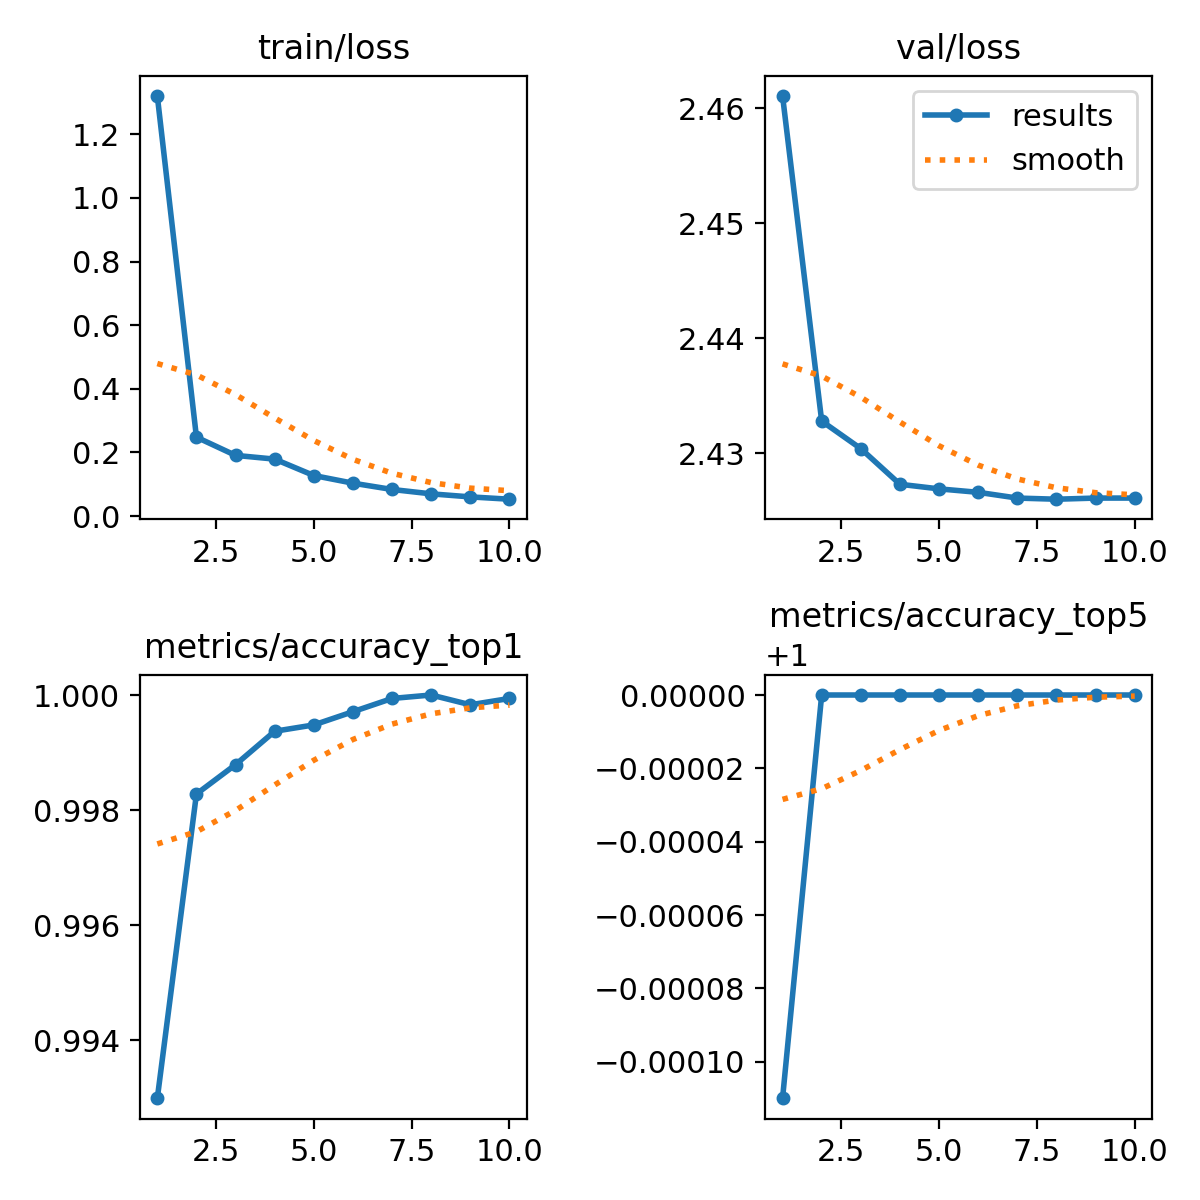 train/loss
1.2
1.0
0.8
0.6
0.4
0.2
0.0
2.5 5.0 7.5 10.0
val/loss
results
smooth
2.46
2.45
2.44
2.43
2.5 5.0 7.5 10.0
metrics/accuracy_top1
1.000
0.998
0.996
0.994
2.5 5.0 7.5 10.0
metrics/accuracy_top5
+1
0.00000
−0.00002
−0.00004
−0.00006
−0.00008
−0.00010
2.5 5.0 7.5 10.0